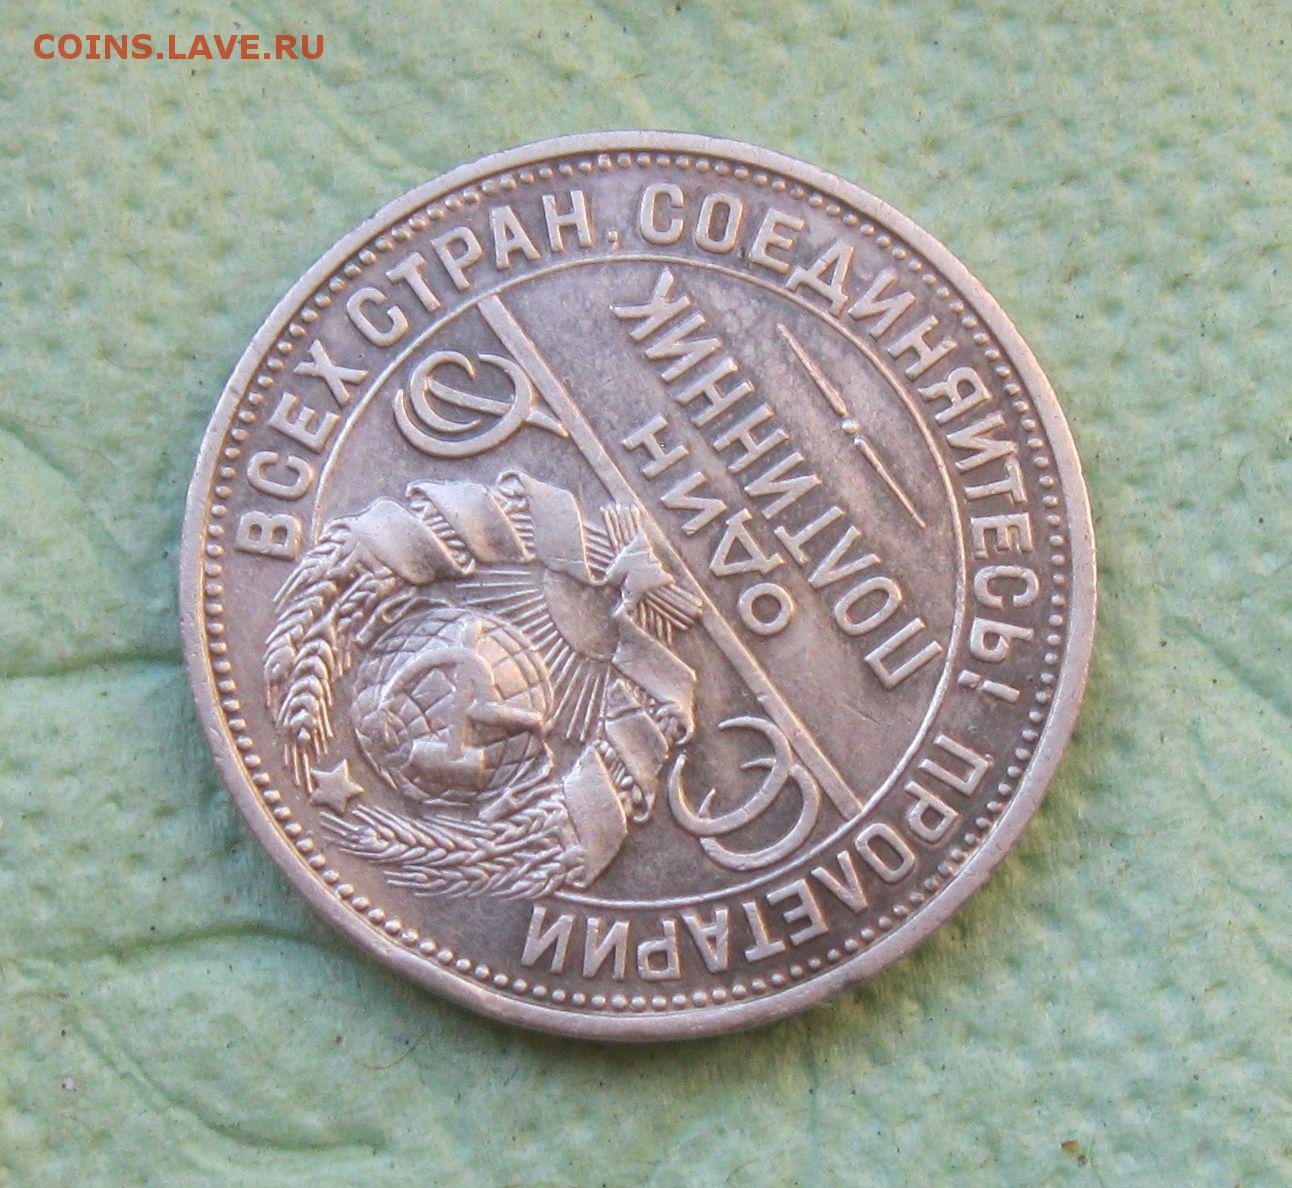 COINS.LAVE.RU
ПРОЛЕТАРИИ ВСЕХ СТРАН, СОЕДИНЯЙТЕСЬ!
С С С Р
ОДИН
ПОЛТИННИК